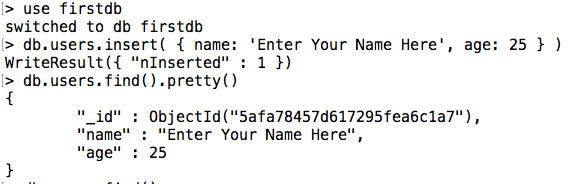 > use firstdb
switched to db firstdb
> db.users.insert( { name: 'Enter Your Name Here', age: 25 } )
WriteResult({ "nInserted" : 1 })
> db.users.find().pretty()
{
"_id" : ObjectId("5afa78457d617295fea6c1a7"),
"name" : "Enter Your Name Here",
"age" : 25
}